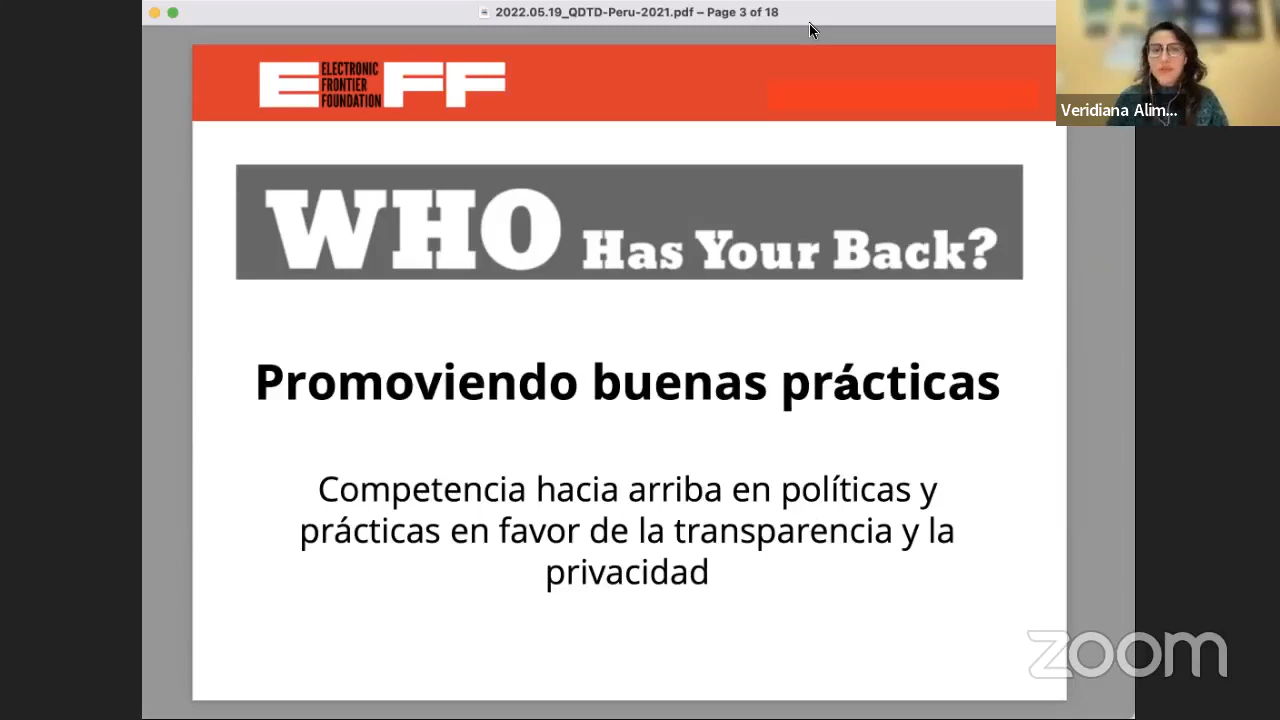 2022.05.19_QDTD-Peru-2021.pdf – Page 3 of 18
ELECTRONIC
FRONTIER
FOUNDATION
EFF
Veridiana Alim...
WHO Has Your Back?
Promoviendo buenas prácticas
Competencia hacia arriba en políticas y
prácticas en favor de la transparencia y la
privacidad
zoom